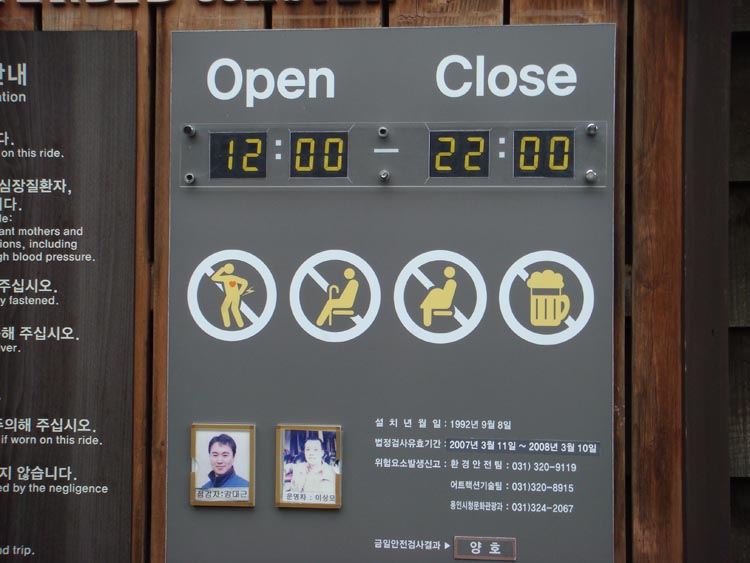 안내
ation
다.
on this ride.
심장질환자,
니다.
le:
ant mothers and
ions, including
gh blood pressure.
주십시오.
y fastened.
해 주십시오.
ver.
주의해 주십시오.
if worn on this ride.
지 않습니다.
ed by the negligence
nd trip.
Open Close
12:00 — 22:00
점검자:강대근
운영자 : 이상모
설 치 년 월 일 : 1992년 9월 8일
법정검사유효기간 : 2007년 3월 11일 ~ 2008년 3월 10일
위험요소발생신고 : 환 경 안 전 팀 : 031) 320-9119
어트랙션기술팀 : 031)320-8915
용인시청문화관광과 : 031)324-2067
금일안전검사결과 ▶ 양 호